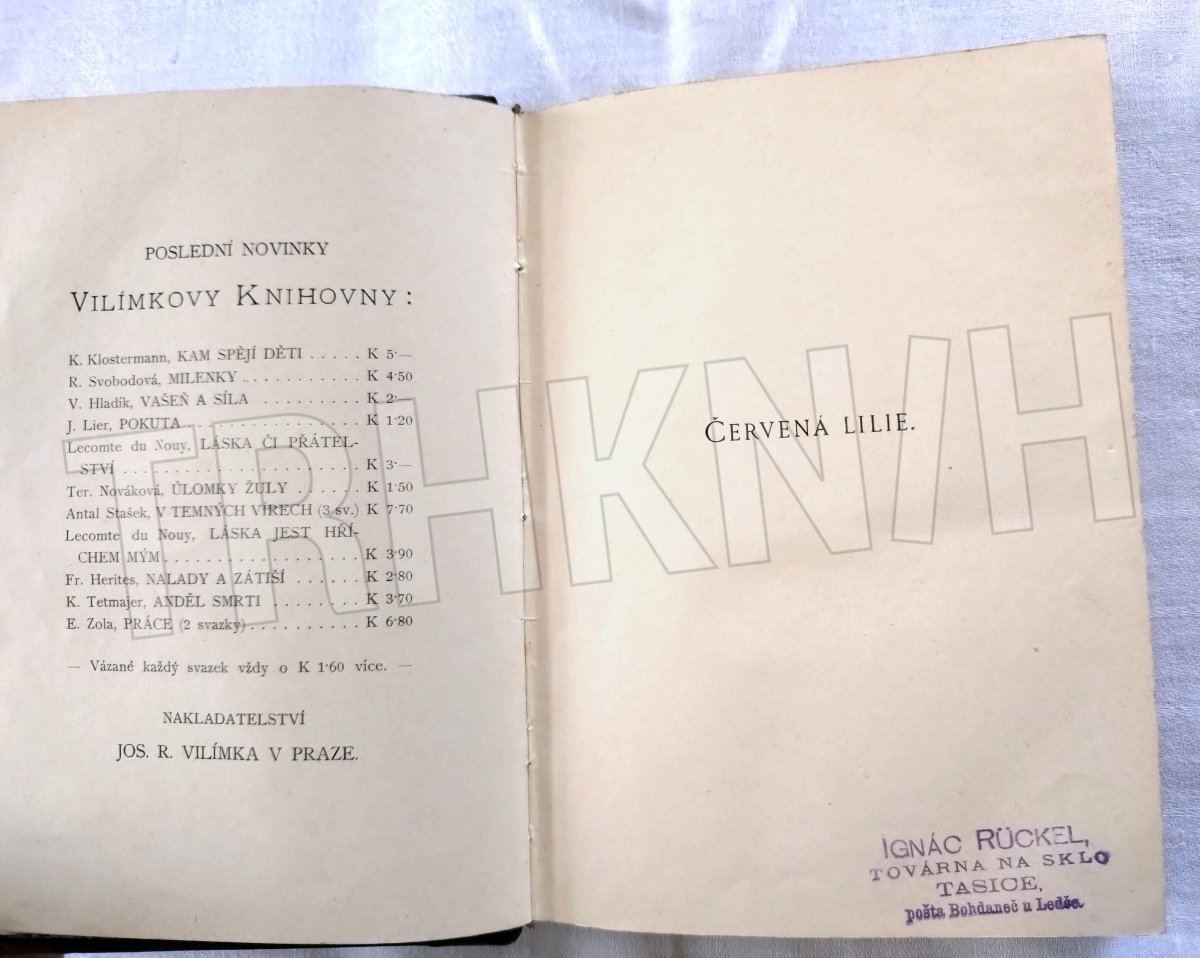 POSLEDNÍ NOVINKY
VILÍMKOVY KNIHOVNY:
K. Klostermann, KAM SPĚJÍ DĚTI . . . . . K 5·—
R. Svobodová, MILENKY . . . . . . . . . . . K 4·50
V. Hladík, VAŠEŇ A SÍLA . . . . . . . . . K 2·—
J. Lier, POKUTA . . . . . . . . . . . . . . . . K 1·20
Lecomte du Nouy, LÁSKA ČI PŘÁTEL-
STVÍ . . . . . . . . . . . . . . . . . . . . . . . K 3·—
Ter. Nováková, ÚLOMKY ŽULY . . . . . . K 1·50
Antal Stašek, V TEMNÝCH VÍRECH (3 sv.) K 7·70
Lecomte du Nouy, LÁSKA JEST HŘÍ-
CHEM MÝM . . . . . . . . . . . . . . . . . . K 3·90
Fr. Herites, NALADY A ZÁTIŠÍ . . . . . . K 2·80
K. Tetmajer, ANDĚL SMRTI . . . . . . . . K 3·70
E. Zola, PRÁCE (2 svazky) . . . . . . . . . . K 6·80
— Vázané každý svazek vždy o K 1·60 více. —
NAKLADATELSTVÍ
JOS. R. VILÍMKA V PRAZE.
ČERVENÁ LILIE.
IGNÁC RÜCKEL,
TOVÁRNA NA SKLO
TASICE,
pošta Bohdaneč u Ledče.
TRHKNIH